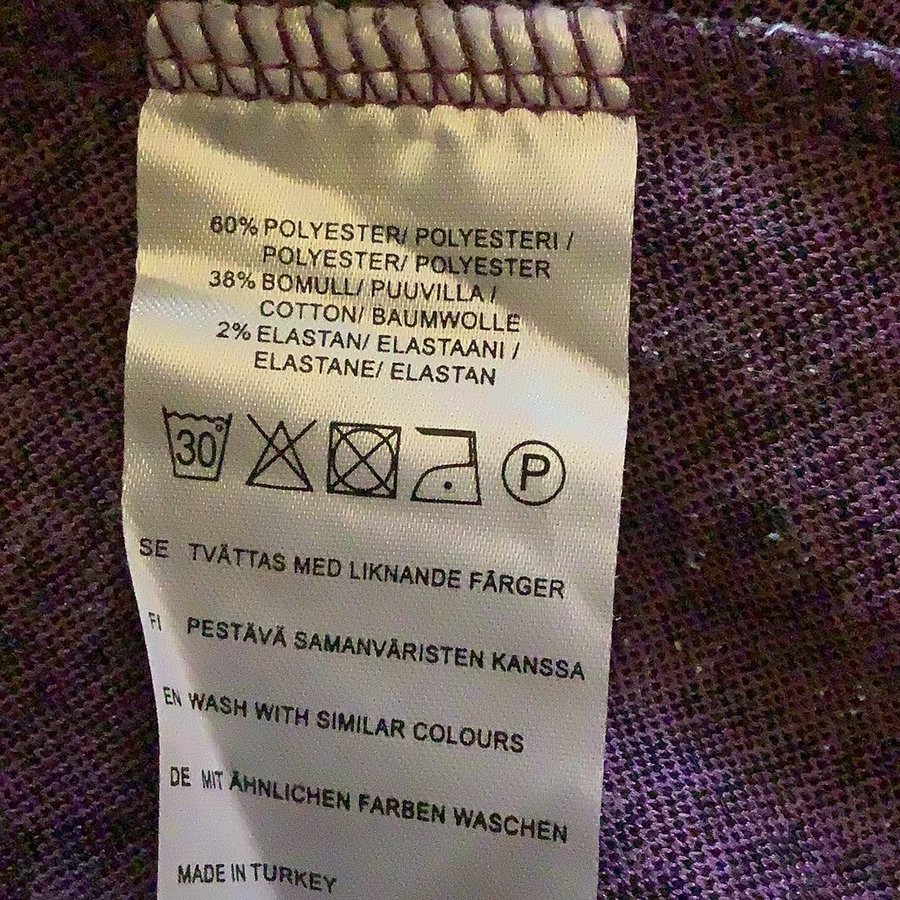 60% POLYESTER/ POLYESTERI /
POLYESTER/ POLYESTER
38% BOMULL/ PUUVILLA /
COTTON/ BAUMWOLLE
2% ELASTAN/ ELASTAANI /
ELASTANE/ ELASTAN
30° P
SE TVÄTTAS MED LIKNANDE FÄRGER
FI PESTÄVÄ SAMANVÄRISTEN KANSSA
EN WASH WITH SIMILAR COLOURS
DE MIT ÄHNLICHEN FARBEN WASCHEN
MADE IN TURKEY